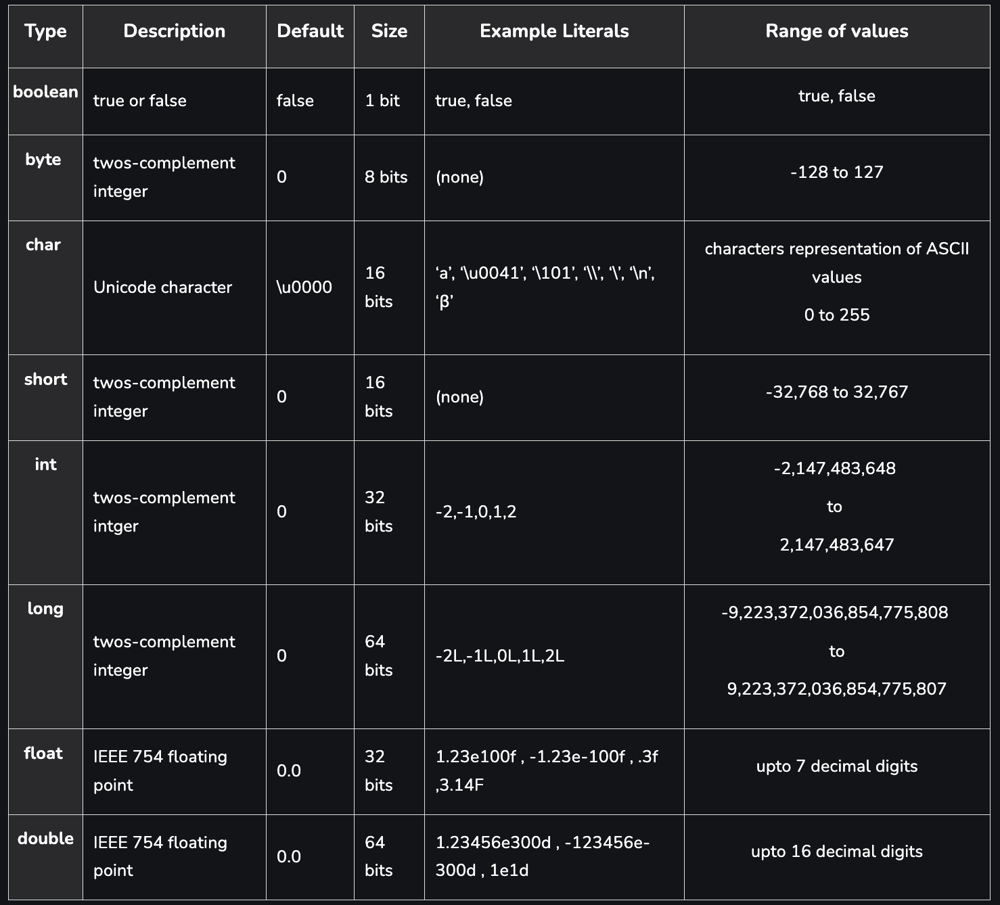 Type Description Default Size Example Literals Range of values
boolean true or false false 1 bit true, false true, false
byte
twos-complement
integer
0
8 bits
(none)
-128 to 127
char
Unicode character
\u0000
16
bits
‘a’, ‘\u0041’, ‘\101’, ‘\\’, ‘\’, ‘\n’,
‘β’
characters representation of ASCII
values
0 to 255
short
twos-complement
integer
0
16
bits
(none)
-32,768 to 32,767
int
twos-complement
intger
0
32
bits
-2,-1,0,1,2
-2,147,483,648
to
2,147,483,647
long
twos-complement
integer
0
64
bits
-2L,-1L,0L,1L,2L
-9,223,372,036,854,775,808
to
9,223,372,036,854,775,807
float
IEEE 754 floating
point
0.0
32
bits
1.23e100f , -1.23e-100f , .3f
,3.14F
upto 7 decimal digits
double
IEEE 754 floating
point
0.0
64
bits
1.23456e300d , -123456e-
300d , 1e1d
upto 16 decimal digits